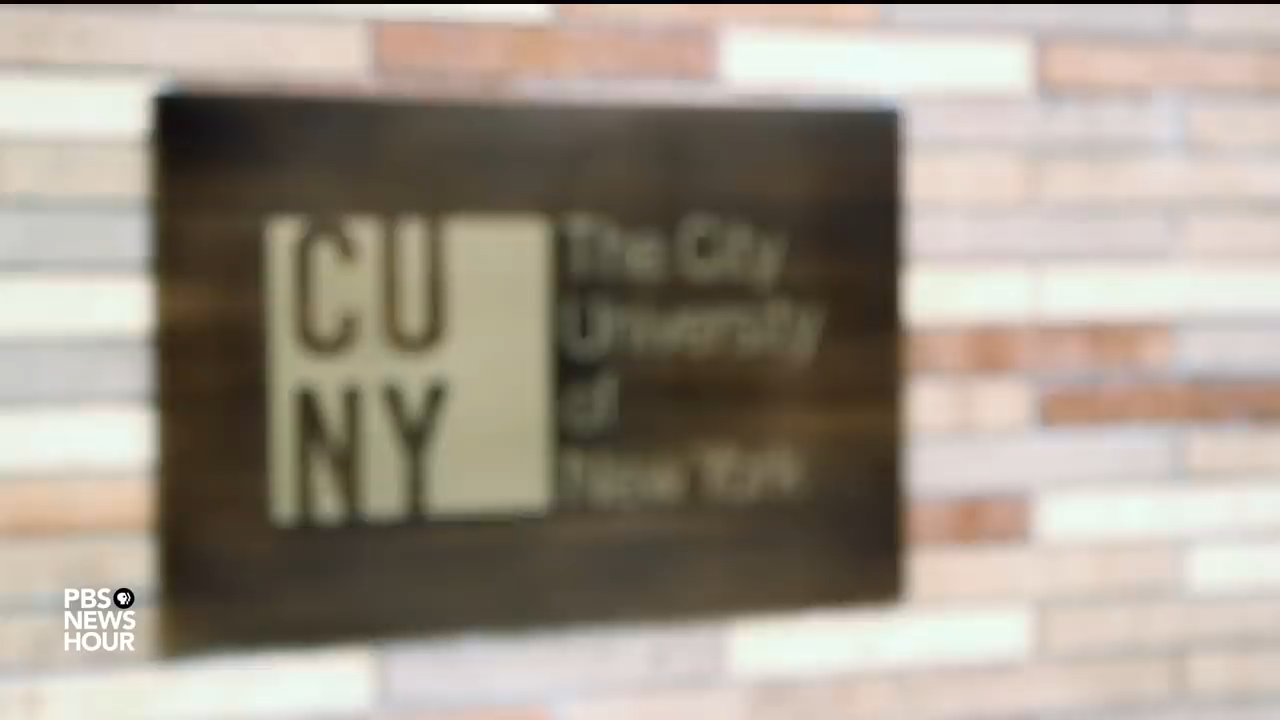 CU
NY
The City
University
of
New York
PBS
NEWS
HOUR